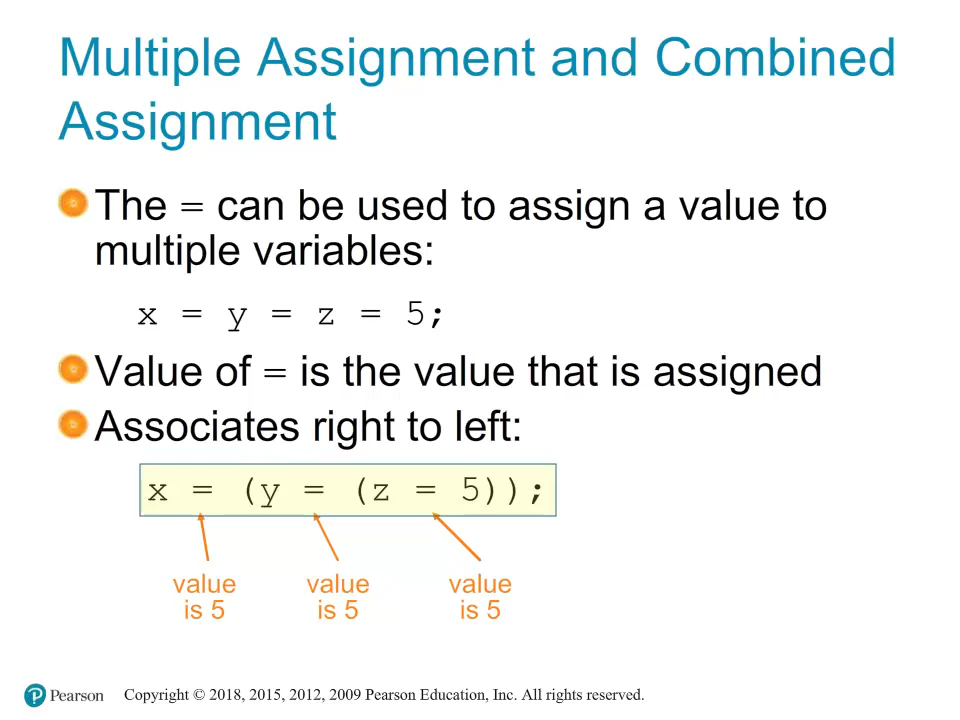 Multiple Assignment and Combined
Assignment
The = can be used to assign a value to
multiple variables:
x = y = z = 5;
Value of = is the value that is assigned
Associates right to left:
x = (y = (z = 5));
value value value
is 5 is 5 is 5
Pearson Copyright © 2018, 2015, 2012, 2009 Pearson Education, Inc. All rights reserved.